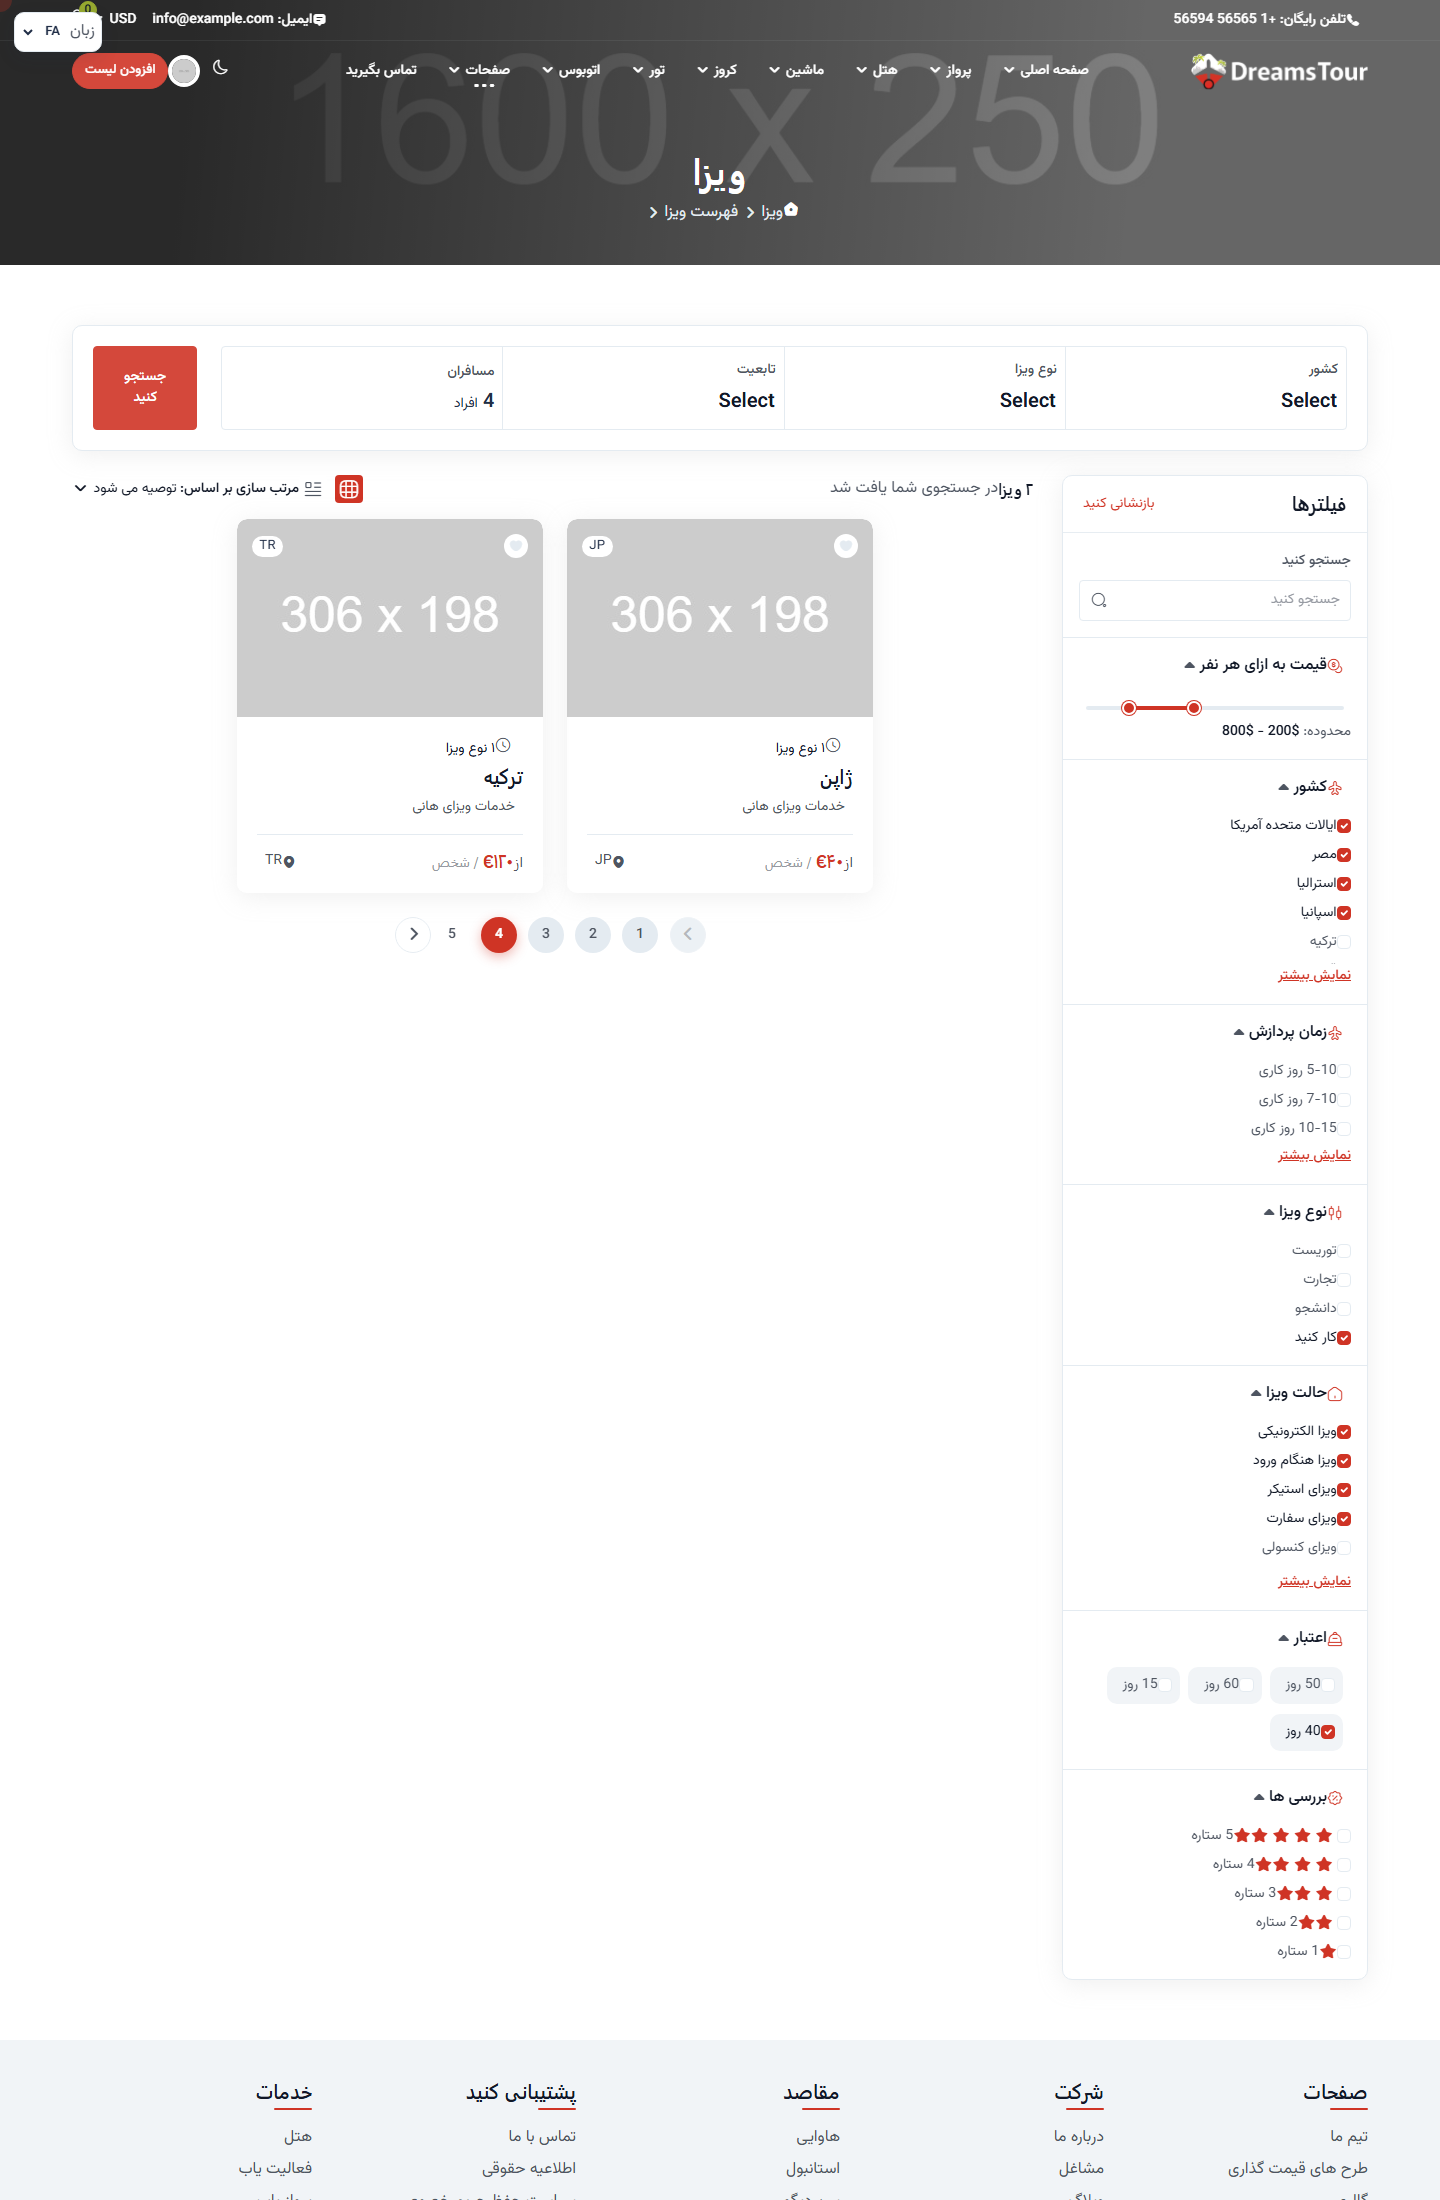 تلفن رایگان: +1 56565 56594
ایمیل: info@example.com
USD
0
زبان FA
DreamsTour
صفحه اصلی
پرواز
هتل
ماشین
کروز
تور
اتوبوس
صفحات
تماس بگیرید
افزودن لیست
1600 x 250
ویزا
ویزا
فهرست ویزا
کشور
Select
نوع ویزا
Select
تابعیت
Select
مسافران
4 افراد
جستجو کنید
فیلترها
بازنشانی کنید
جستجو کنید
جستجو کنید
قیمت به ازای هر نفر
محدوده: $200 - $800
کشور
ایالات متحده آمریکا
مصر
استرالیا
اسپانیا
ترکیه
نمایش بیشتر
زمان پردازش
5-10 روز کاری
7-10 روز کاری
10-15 روز کاری
نمایش بیشتر
نوع ویزا
توریست
تجارت
دانشجو
کار کنید
حالت ویزا
ویزا الکترونیکی
ویزا هنگام ورود
ویزای استیکر
ویزای سفارت
ویزای کنسولی
نمایش بیشتر
اعتبار
50 روز
60 روز
15 روز
40 روز
بررسی ها
5 ستاره
4 ستاره
3 ستاره
2 ستاره
1 ستاره
۲ ویزادر جستجوی شما یافت شد
مرتب سازی بر اساس: توصیه می شود
JP
306 x 198
۱ نوع ویزا
ژاپن
خدمات ویزای هانی
از€۴۰ / شخص
JP
TR
306 x 198
۱ نوع ویزا
ترکیه
خدمات ویزای هانی
از€۱۲۰ / شخص
TR
1
2
3
4
5
صفحات
تیم ما
طرح های قیمت گذاری
شرکت
درباره ما
مشاغل
مقاصد
هاوایی
استانبول
پشتیبانی کنید
تماس با ما
اطلاعیه حقوقی
خدمات
هتل
فعالیت یاب